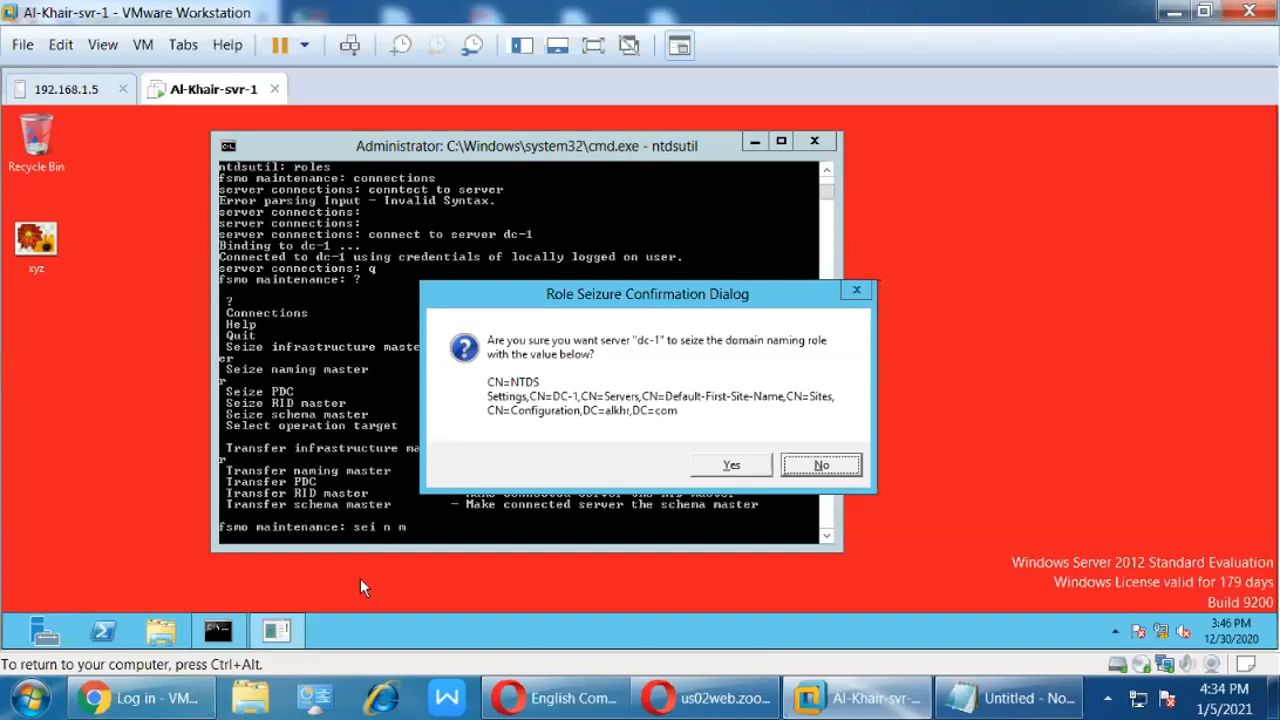 Al-Khair-svr-1 - VMware Workstation
File Edit View VM Tabs Help
192.168.1.5
Al-Khair-svr-1
Recycle Bin
xyz
Administrator: C:\Windows\system32\cmd.exe - ntdsutil
ntdsutil: roles
fsmo maintenance: connections
server connections: conntect to server
Error parsing Input - Invalid Syntax.
server connections:
server connections:
server connections: connect to server dc-1
Binding to dc-1 ...
Connected to dc-1 using credentials of locally logged on user.
server connections: q
fsmo maintenance: ?
?
Connections
Help
Quit
Seize infrastructure maste
er
Seize naming master
r
Seize PDC
Seize RID master
Seize schema master
Select operation target
Transfer infrastructure ma
r
Transfer naming master
Transfer PDC
Transfer RID master - Make connected server the RID master
Transfer schema master - Make connected server the schema master
fsmo maintenance: sei n m
Role Seizure Confirmation Dialog
Are you sure you want server "dc-1" to seize the domain naming role
with the value below?
CN=NTDS
Settings,CN=DC-1,CN=Servers,CN=Default-First-Site-Name,CN=Sites,
CN=Configuration,DC=alkhr,DC=com
Yes
No
Windows Server 2012 Standard Evaluation
Windows License valid for 179 days
Build 9200
3:46 PM
12/30/2020
To return to your computer, press Ctrl+Alt.
Log in - VM...
English Com...
us02web.zoo...
Al-Khair-svr-...
Untitled - No...
4:34 PM
1/5/2021